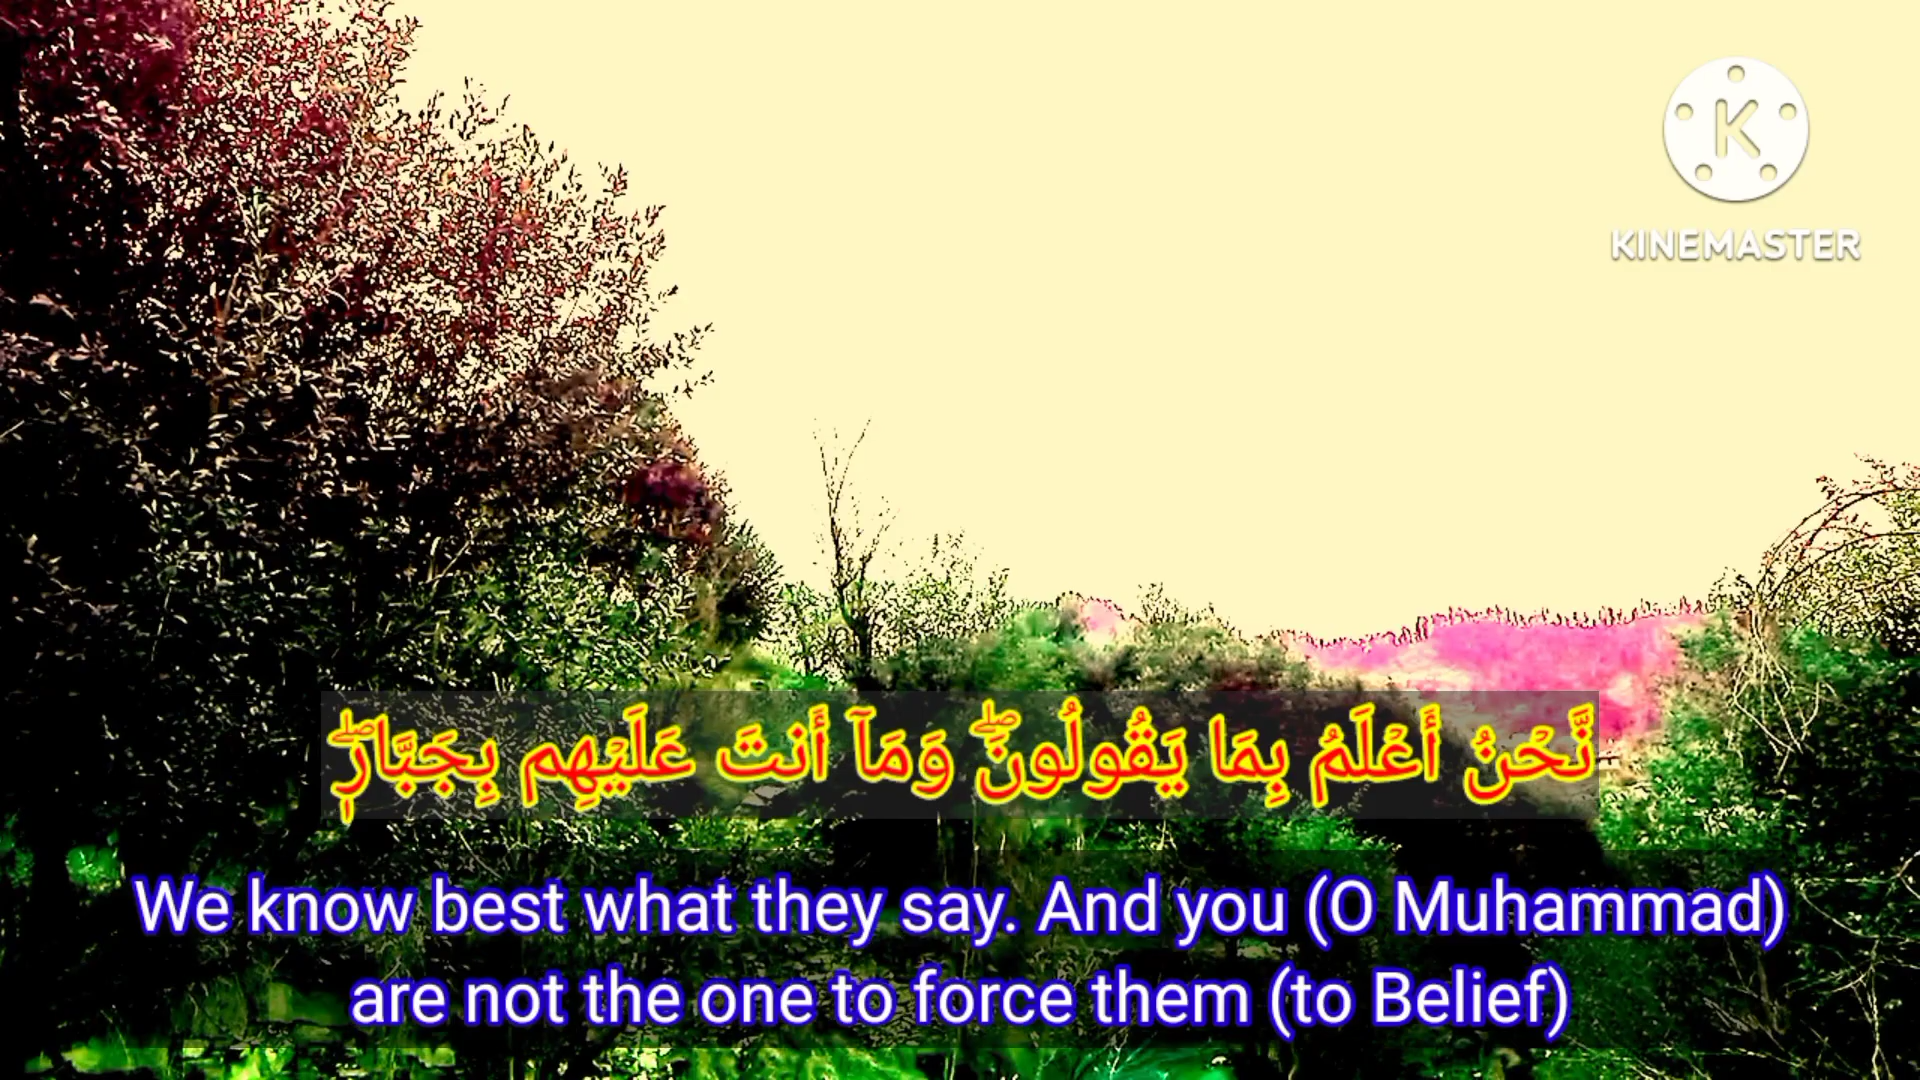 K
KINEMASTER
نَّحْنُ أَعْلَمُ بِمَا يَقُولُونَۖ وَمَآ أَنتَ عَلَيْهِم بِجَبَّارٍۖ
We know best what they say. And you (O Muhammad)
are not the one to force them (to Belief)